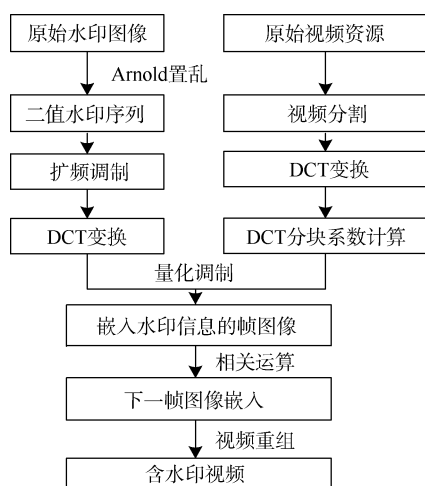 原始水印图像
原始视频资源
Arnold置乱
二值水印序列
视频分割
扩频调制
DCT变换
DCT变换
DCT分块系数计算
量化调制
嵌入水印信息的帧图像
相关运算
下一帧图像嵌入
视频重组
含水印视频